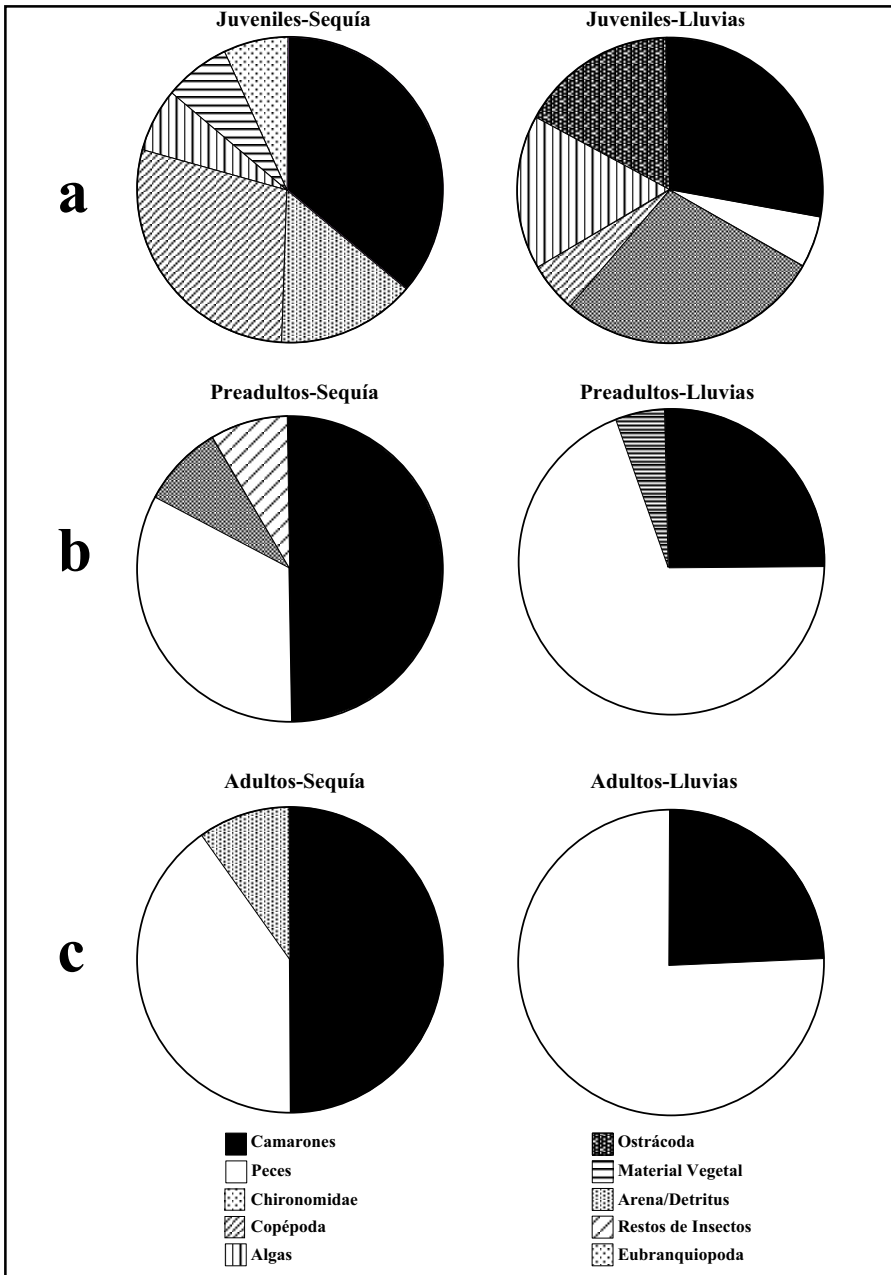 Juveniles-Sequía
Juveniles-Lluvias
a
Preadultos-Sequía
Preadultos-Lluvias
b
Adultos-Sequía
Adultos-Lluvias
c
Camarones
Peces
Chironomidae
Copépoda
Algas
Ostrácoda
Material Vegetal
Arena/Detritus
Restos de Insectos
Eubranquiopoda